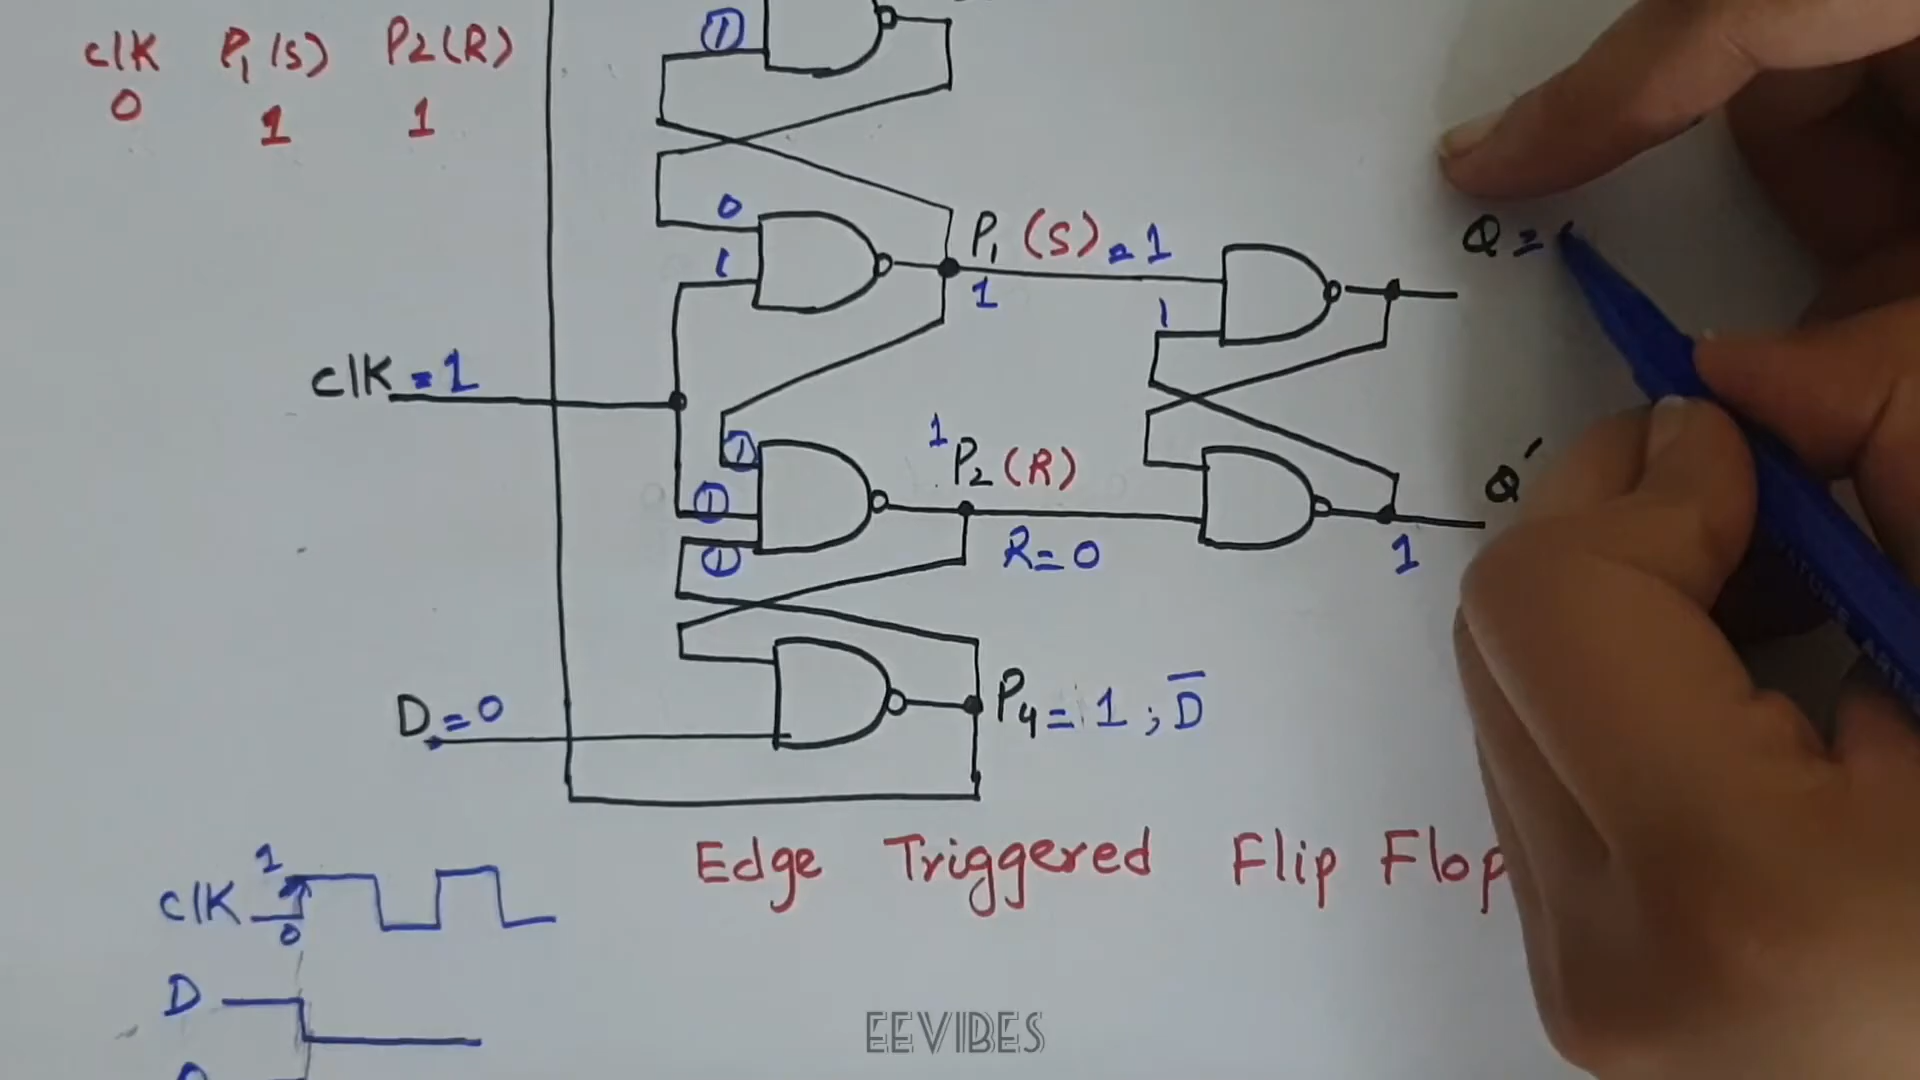 clK P1(S) P2(R)
0 1 1
1
0
1
P1 (S) = 1
1
1
Q =
clK = 1
1
1
1
1
P2 (R)
R = 0
Q'
1
D = 0
P4 = 1 ; D̅
Edge Triggered Flip Flop
clK 1
0
D
EEVIBES